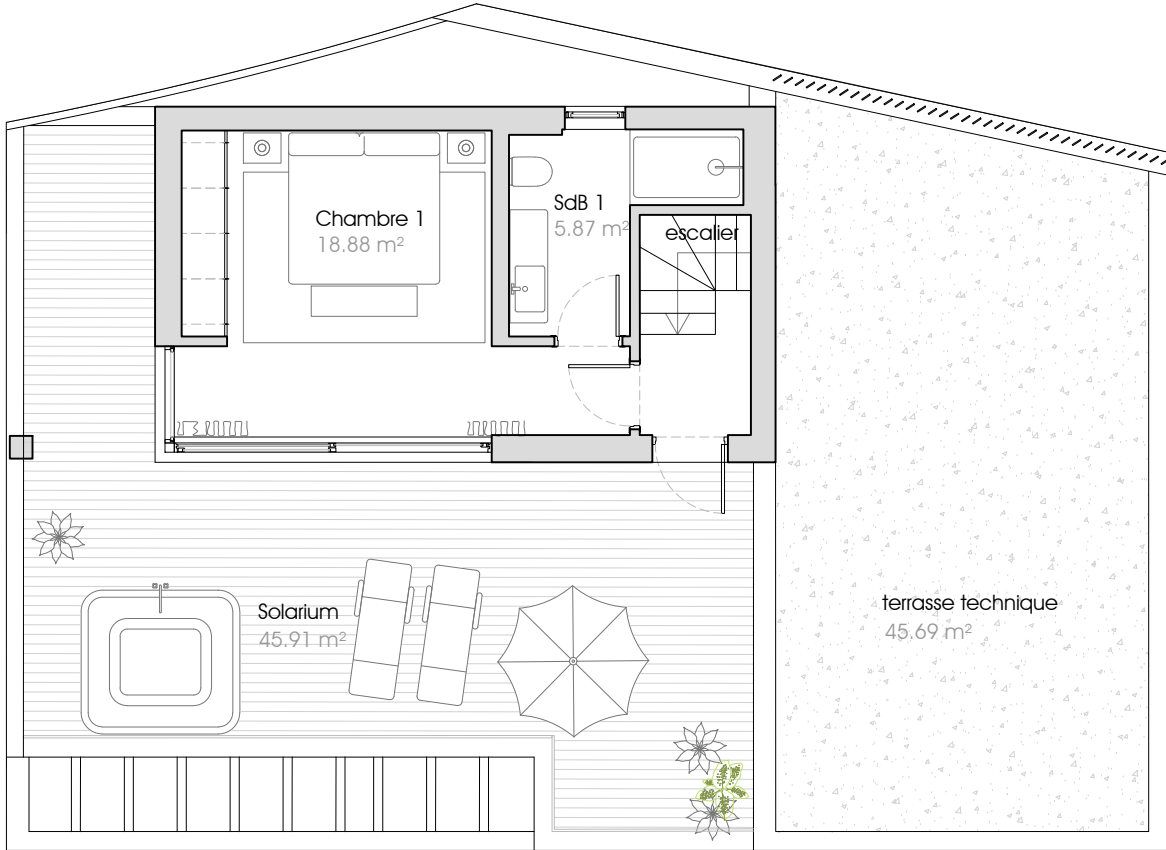 Chambre 1
18.88 m²
SdB 1
5.87 m²
escalier
Solarium
45.91 m²
terrasse technique
45.69 m²